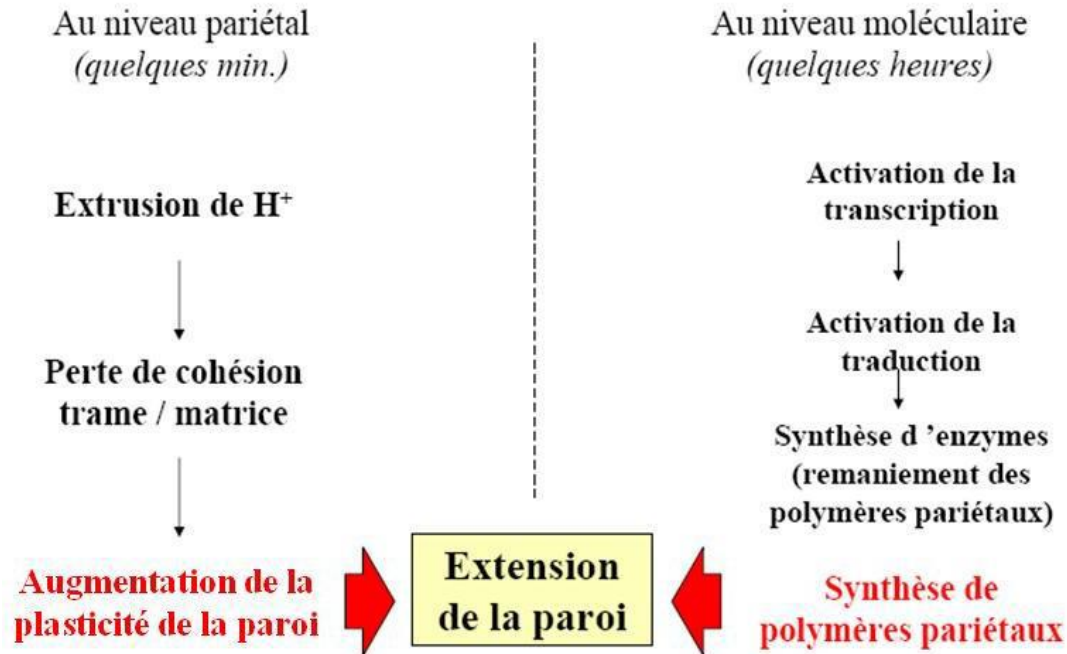 Au niveau pariétal
(quelques min.)
Extrusion de H⁺
Perte de cohésion
trame / matrice
Augmentation de la
plasticité de la paroi
Au niveau moléculaire
(quelques heures)
Activation de la
transcription
Activation de la
traduction
Synthèse d ’enzymes
(remaniement des
polymères pariétaux)
Synthèse de
polymères pariétaux
Extension
de la paroi